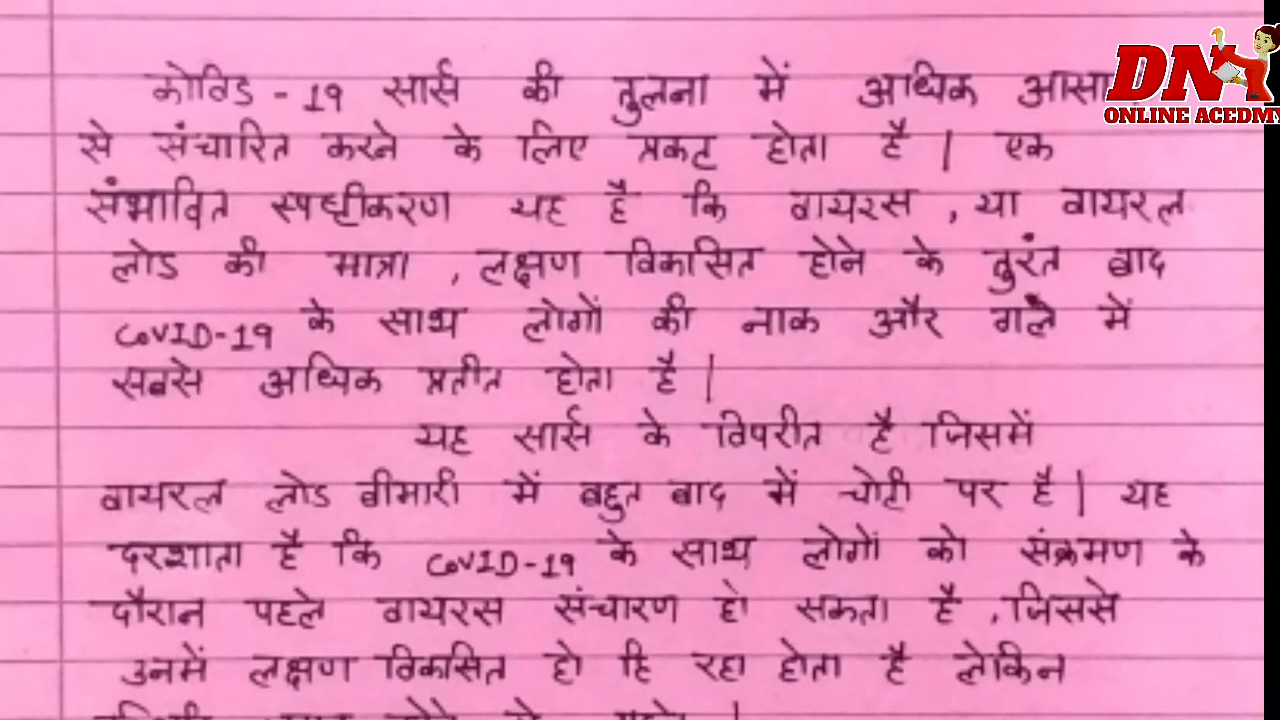 कोविड - 19 सार्स की तुलना में अधिक
से संचारित करने के लिए प्रकट होता है | एक
संभावित स्पष्टीकरण यह है कि वायरस , या वायरल
लोड की मात्रा , लक्षण विकासित होने के तुरंत बाद
COVID-19 के साथ लोगों की नाक और गले में
सबसे अधिक प्रतीत होता है |
यह सार्स के विपरीत है जिसमें
वायरल लोड बीमारी में बहुत बाद में चोटी पर है | यह
दरशाता है कि COVID-19 के साथ लोगों को संक्रमण के
दौरान पहले वायरस संचारण हो सकता है , जिससे
उनमें लक्षण विकसित हो हि रहा होता है लेकिन
DN
ONLINE ACEDMY